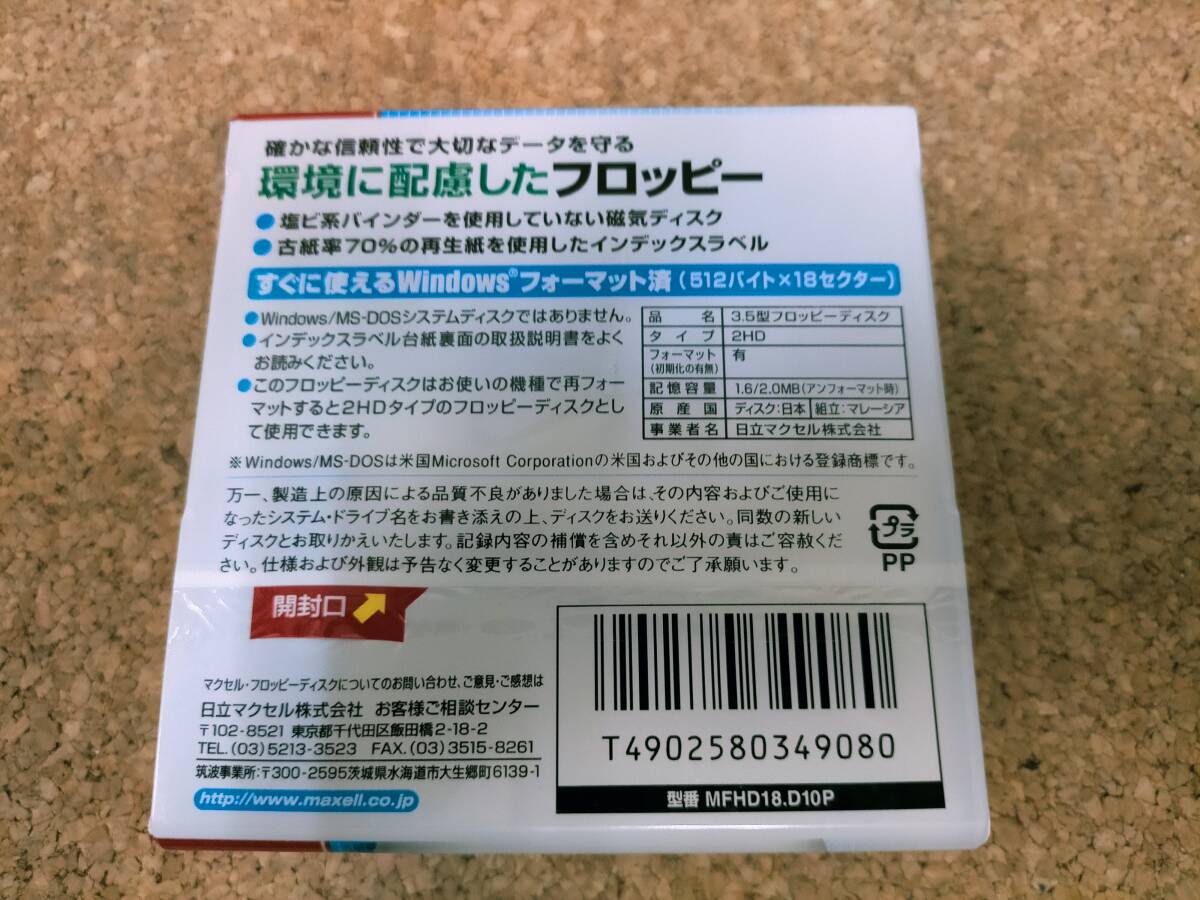 確かな信頼性で大切なデータを守る
環境に配慮したフロッピー
●塩ビ系バインダーを使用していない磁気ディスク
●古紙率70%の再生紙を使用したインデックスラベル
すぐに使えるWindows®フォーマット済(512バイト×18セクター)
●Windows/MS-DOSシステムディスクではありません。
●インデックスラベル台紙裏面の取扱説明書をよく
お読みください。
●このフロッピーディスクはお使いの機種で再フォー
マットすると2HDタイプのフロッピーディスクとし
て使用できます。
品名 3.5型フロッピーディスク
タイプ 2HD
フォーマット(初期化の有無) 有
記憶容量 1.6/2.0MB(アンフォーマット時)
原産国 ディスク:日本 組立:マレーシア
事業者名 日立マクセル株式会社
※Windows/MS-DOSは米国Microsoft Corporationの米国およびその他の国における登録商標です。
万一、製造上の原因による品質不良がありました場合は、その内容およびご使用に
なったシステム・ドライブ名をお書き添えの上、ディスクをお送りください。同数の新しい
ディスクとお取りかえいたします。記録内容の補償を含めそれ以外の責はご容赦くだ
さい。仕様および外観は予告なく変更することがありますのでご了承願います。
プラ
PP
開封口
マクセル・フロッピーディスクについてのお問い合わせ、ご意見・ご感想は
日立マクセル株式会社 お客様ご相談センター
〒102-8521 東京都千代田区飯田橋2-18-2
TEL.(03)5213-3523 FAX.(03)3515-8261
筑波事業所:〒300-2595茨城県水海道市大生郷町6139-1
http://www.maxell.co.jp
T4902580349080
型番 MFHD18.D10P